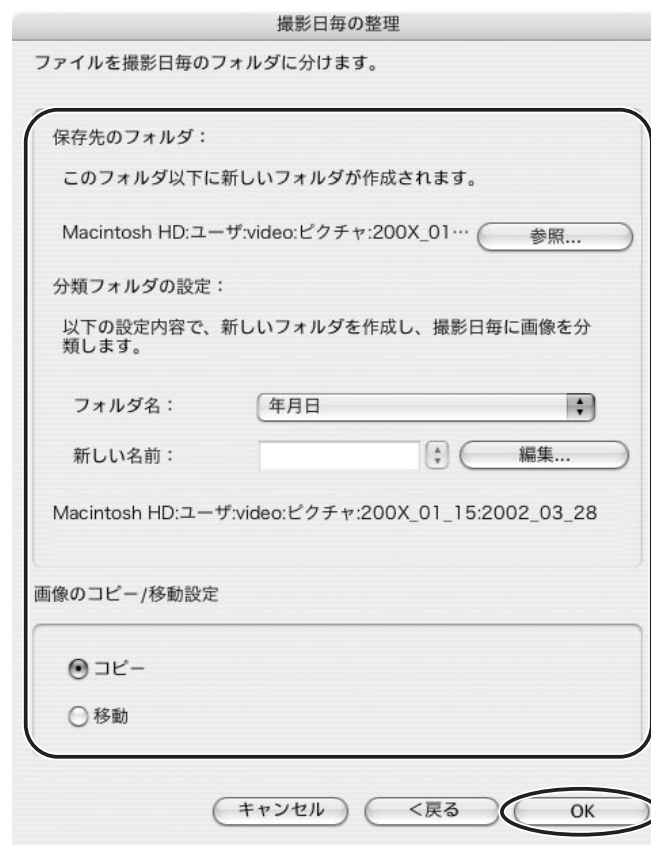 撮影日毎の整理
ファイルを撮影日毎のフォルダに分けます。
保存先のフォルダ：
このフォルダ以下に新しいフォルダが作成されます。
Macintosh HD:ユーザ:video:ピクチャ:200X_01… 参照...
分類フォルダの設定：
以下の設定内容で、新しいフォルダを作成し、撮影日毎に画像を分
類します。
フォルダ名： 年月日
新しい名前： 編集...
Macintosh HD:ユーザ:video:ピクチャ:200X_01_15:2002_03_28
画像のコピー/移動設定
コピー
移動
キャンセル <戻る OK